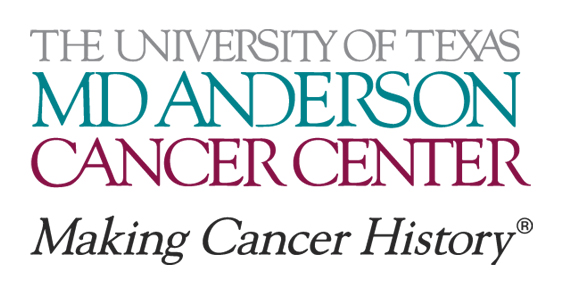 THE UNIVERSITY OF TEXAS
MD ANDERSON
CANCER CENTER
Making Cancer History®